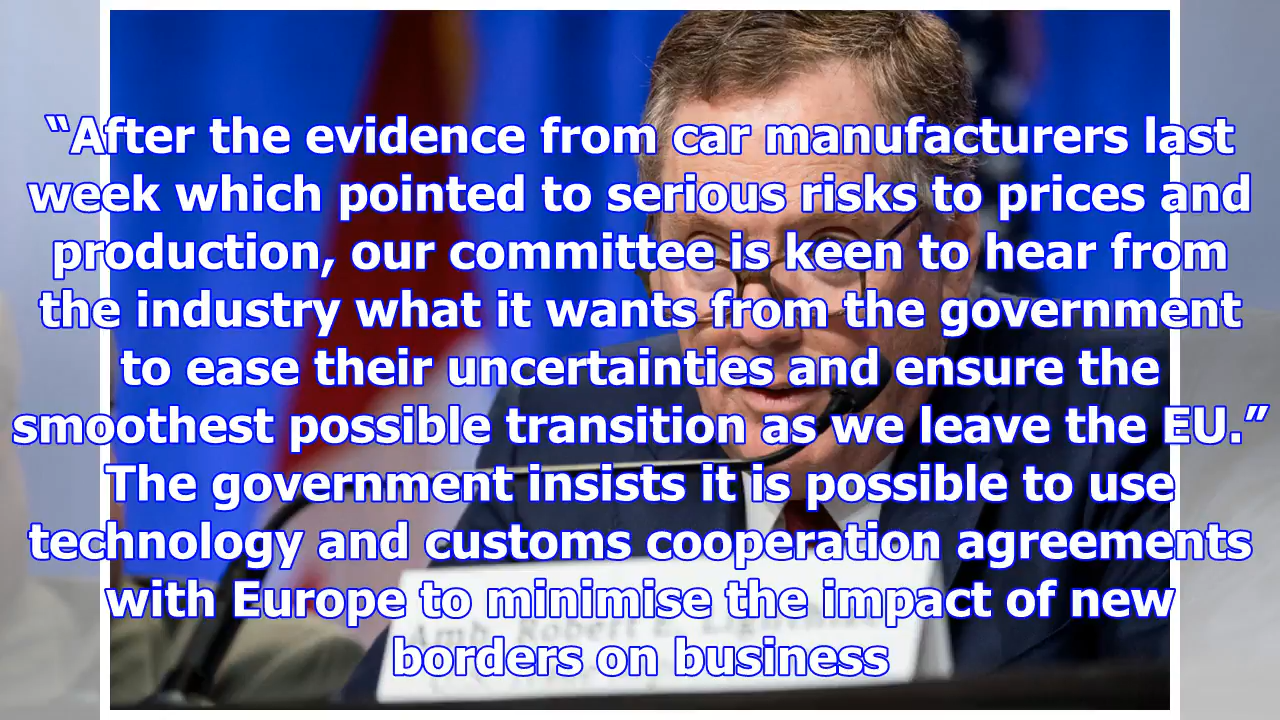 “After the evidence from car manufacturers last
week which pointed to serious risks to prices and
production, our committee is keen to hear from
the industry what it wants from the government
to ease their uncertainties and ensure the
smoothest possible transition as we leave the EU.”
The government insists it is possible to use
technology and customs cooperation agreements
with Europe to minimise the impact of new
borders on business
Amb. Robert E.